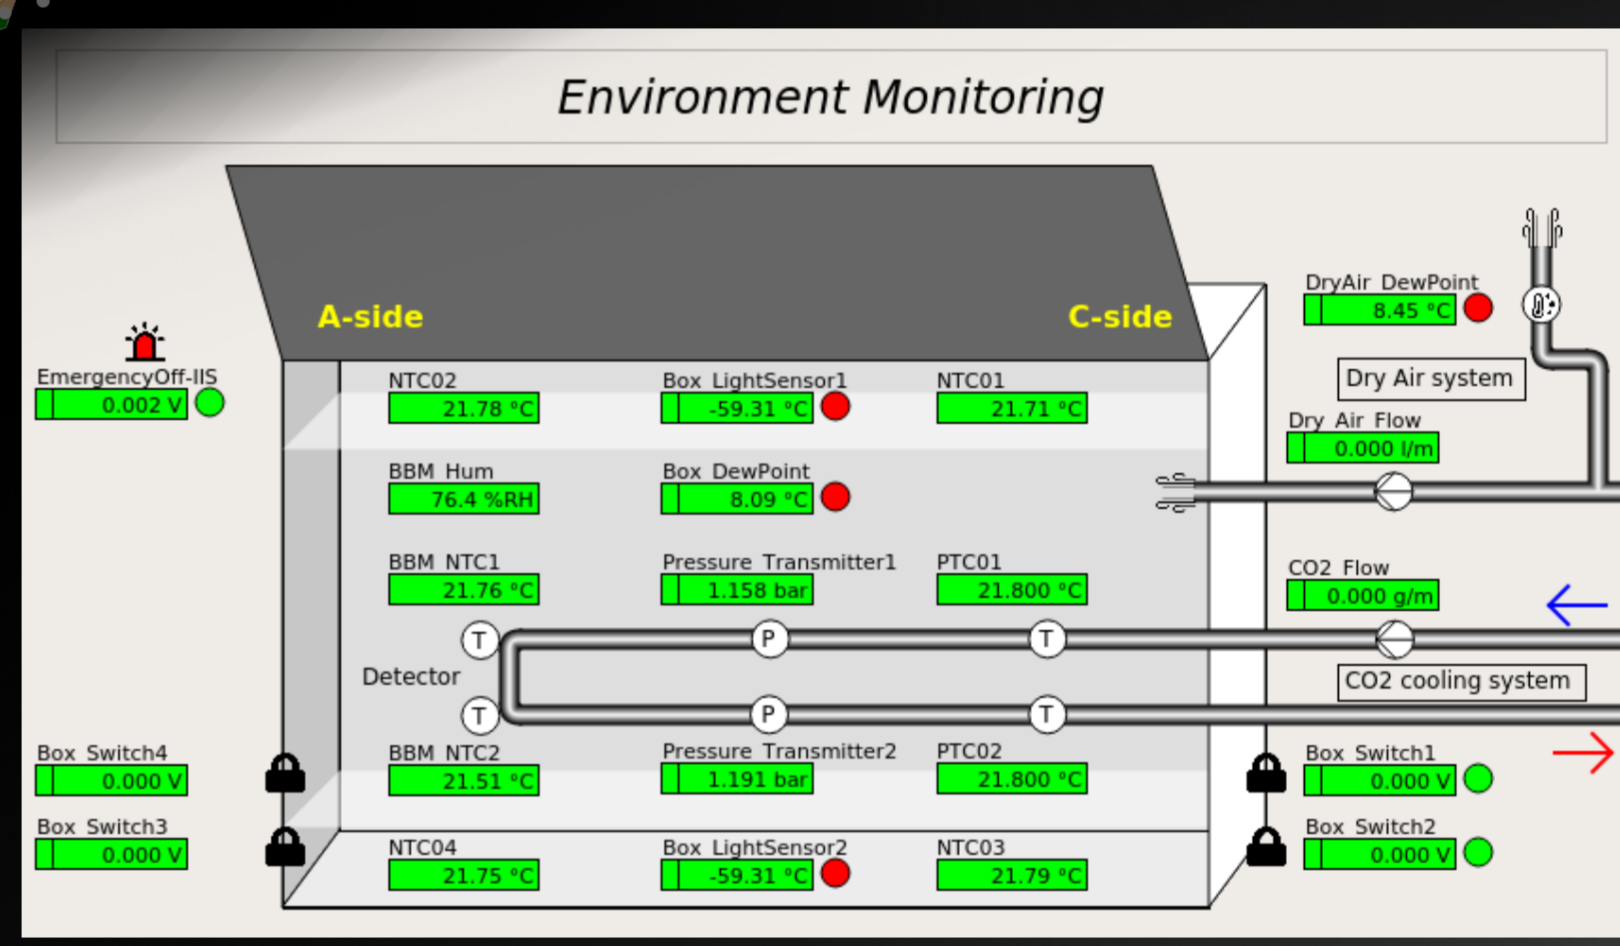 Environment Monitoring
A-side
C-side
DryAir_DewPoint
8.45 °C
Dry Air system
EmergencyOff-IIS
0.002 V
NTC02
21.78 °C
Box_LightSensor1
-59.31 °C
NTC01
21.71 °C
Dry_Air_Flow
0.000 l/m
BBM_Hum
76.4 %RH
Box_DewPoint
8.09 °C
BBM_NTC1
21.76 °C
Pressure_Transmitter1
1.158 bar
PTC01
21.800 °C
CO2_Flow
0.000 g/m
T
P
T
Detector
CO2 cooling system
T
P
T
Box_Switch4
0.000 V
BBM_NTC2
21.51 °C
Pressure_Transmitter2
1.191 bar
PTC02
21.800 °C
Box_Switch1
0.000 V
Box_Switch3
0.000 V
NTC04
21.75 °C
Box_LightSensor2
-59.31 °C
NTC03
21.79 °C
Box_Switch2
0.000 V